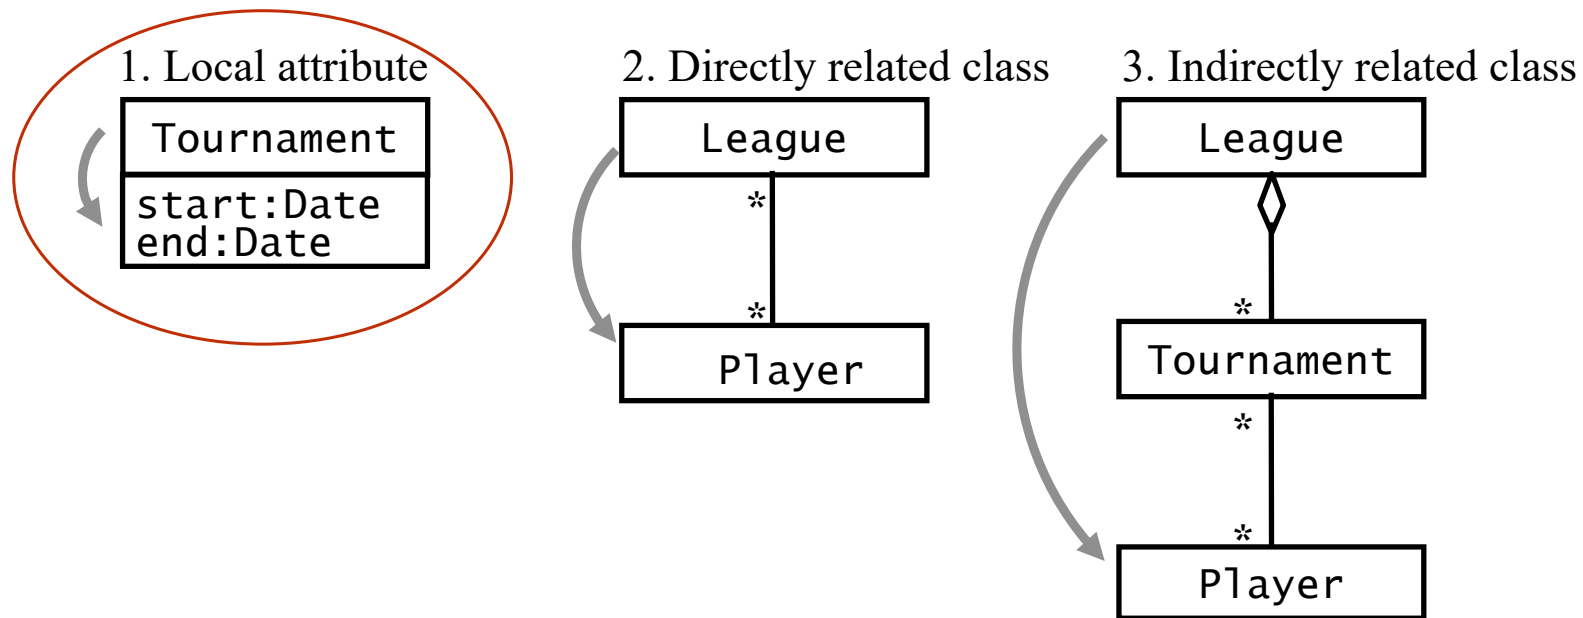 1. Local attribute
Tournament
start:Date
end:Date
2. Directly related class
League
*
*
Player
3. Indirectly related class
League
*
Tournament
*
*
Player